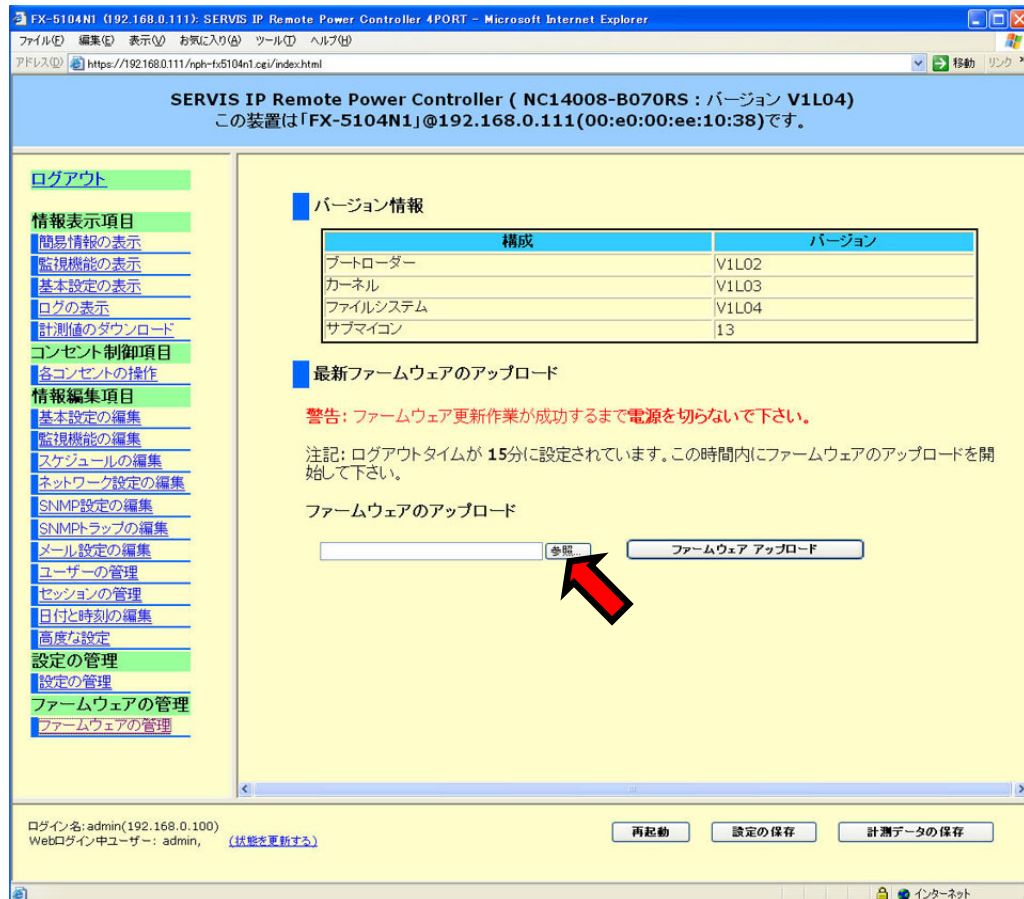 FX-5104N1 (192.168.0.111): SERVIS IP Remote Power Controller 4PORT - Microsoft Internet Explorer
ファイル(F) 編集(E) 表示(V) お気に入り(A) ツール(T) ヘルプ(H)
アドレス(D) https://192.168.0.111/nph-fx5104n1.cgi/index.html 移動 リンク »
SERVIS IP Remote Power Controller ( NC14008-B070RS : バージョン V1L04)
この装置は「FX-5104N1」@192.168.0.111(00:e0:00:ee:10:38)です。
ログアウト
情報表示項目
簡易情報の表示
監視機能の表示
基本設定の表示
ログの表示
計測値のダウンロード
コンセント制御項目
各コンセントの操作
情報編集項目
基本設定の編集
監視機能の編集
スケジュールの編集
ネットワーク設定の編集
SNMP設定の編集
SNMPトラップの編集
メール設定の編集
ユーザーの管理
セッションの管理
日付と時刻の編集
高度な設定
設定の管理
設定の管理
ファームウェアの管理
ファームウェアの管理
バージョン情報
構成 バージョン
ブートローダー V1L02
カーネル V1L03
ファイルシステム V1L04
サブマイコン 13
最新ファームウェアのアップロード
警告: ファームウェア更新作業が成功するまで電源を切らないで下さい。
注記: ログアウトタイムが 15分に設定されています。この時間内にファームウェアのアップロードを開
始して下さい。
ファームウェアのアップロード
参照... ファームウェア アップロード
ログイン名:admin(192.168.0.100)
Webログイン中ユーザー: admin, (状態を更新する)
再起動 設定の保存 計測データの保存
インターネット